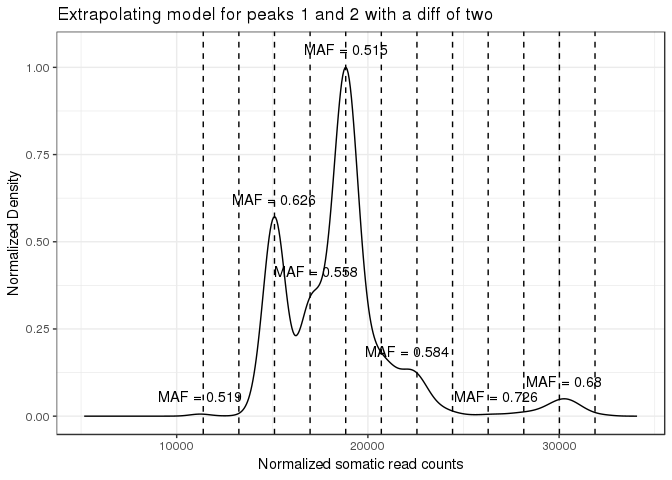 Extrapolating model for peaks 1 and 2 with a diff of two
MAF = 0.515
1.00
0.75
MAF = 0.626
0.50
MAF = 0.558
0.25
MAF = 0.584
MAF = 0.68
MAF = 0.519
MAF = 0.726
0.00
10000
20000
30000
Normalized somatic read counts
Normalized Density